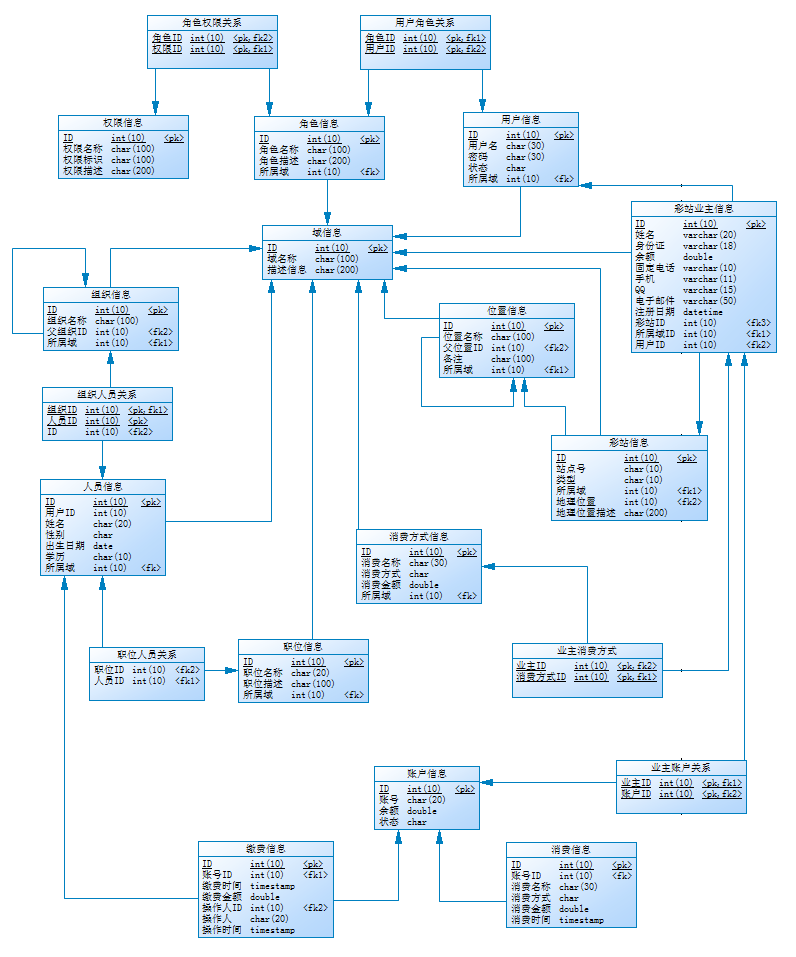 角色权限关系
角色ID int(10) <pk,fk2>
权限ID int(10) <pk,fk1>
用户角色关系
角色ID int(10) <pk,fk1>
用户ID int(10) <pk,fk2>
权限信息
ID int(10) <pk>
权限名称 char(100)
权限标识 char(100)
权限描述 char(200)
角色信息
ID int(10) <pk>
角色名称 char(100)
角色描述 char(200)
所属域 int(10) <fk>
用户信息
ID int(10) <pk>
用户名 char(30)
密码 char(30)
状态 char
所属域 int(10) <fk>
彩站业主信息
ID int(10) <pk>
姓名 varchar(20)
身份证 varchar(18)
余额 double
固定电话 varchar(10)
手机 varchar(11)
QQ varchar(15)
电子邮件 varchar(50)
注册日期 datetime
彩站ID int(10) <fk3>
所属域ID int(10) <fk1>
用户ID int(10) <fk2>
域信息
ID int(10) <pk>
域名称 char(100)
描述信息 char(200)
组织信息
ID int(10) <pk>
组织名称 char(100)
父组织ID int(10) <fk2>
所属域 int(10) <fk1>
位置信息
ID int(10) <pk>
位置名称 char(100)
父位置ID int(10) <fk2>
备注 char(100)
所属域 int(10) <fk1>
组织人员关系
组织ID int(10) <pk,fk1>
人员ID int(10) <pk>
ID int(10) <fk2>
彩站信息
ID int(10) <pk>
站点号 char(10)
类型 char(10)
所属域 int(10) <fk1>
地理位置 int(10) <fk2>
地理位置描述 char(200)
人员信息
ID int(10) <pk>
用户ID int(10)
姓名 char(20)
性别 char
出生日期 date
学历 char(10)
所属域 int(10) <fk>
消费方式信息
ID int(10) <pk>
消费名称 char(30)
消费方式 char
消费金额 double
所属域 int(10) <fk>
职位人员关系
职位ID int(10) <fk2>
人员ID int(10) <fk1>
职位信息
ID int(10) <pk>
职位名称 char(20)
职位描述 char(100)
所属域 int(10) <fk>
业主消费方式
业主ID int(10) <pk,fk2>
消费方式ID int(10) <pk,fk1>
账户信息
ID int(10) <pk>
账号 char(20)
余额 double
状态 char
业主账户关系
业主ID int(10) <pk,fk1>
账户ID int(10) <pk,fk2>
缴费信息
ID int(10) <pk>
账号ID int(10) <fk1>
缴费时间 timestamp
缴费金额 double
操作人ID int(10) <fk2>
操作人 char(20)
操作时间 timestamp
消费信息
ID int(10) <pk>
账号ID int(10) <fk>
消费名称 char(30)
消费方式 char
消费金额 double
消费时间 timestamp